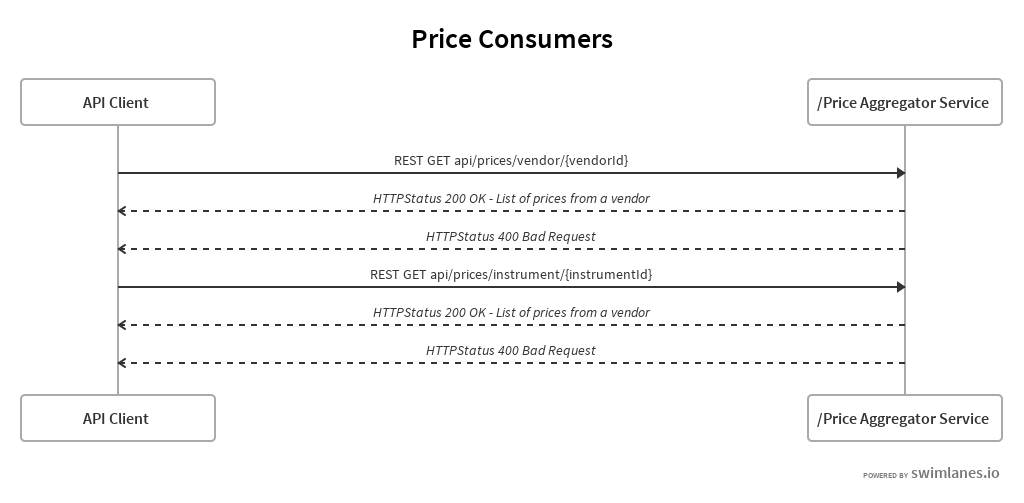 Price Consumers
API Client
/Price Aggregator Service
REST GET api/prices/vendor/{vendorId}
HTTPStatus 200 OK - List of prices from a vendor
HTTPStatus 400 Bad Request
REST GET api/prices/instrument/{instrumentId}
HTTPStatus 200 OK - List of prices from a vendor
HTTPStatus 400 Bad Request
API Client
/Price Aggregator Service
POWERED BY swimlanes.io